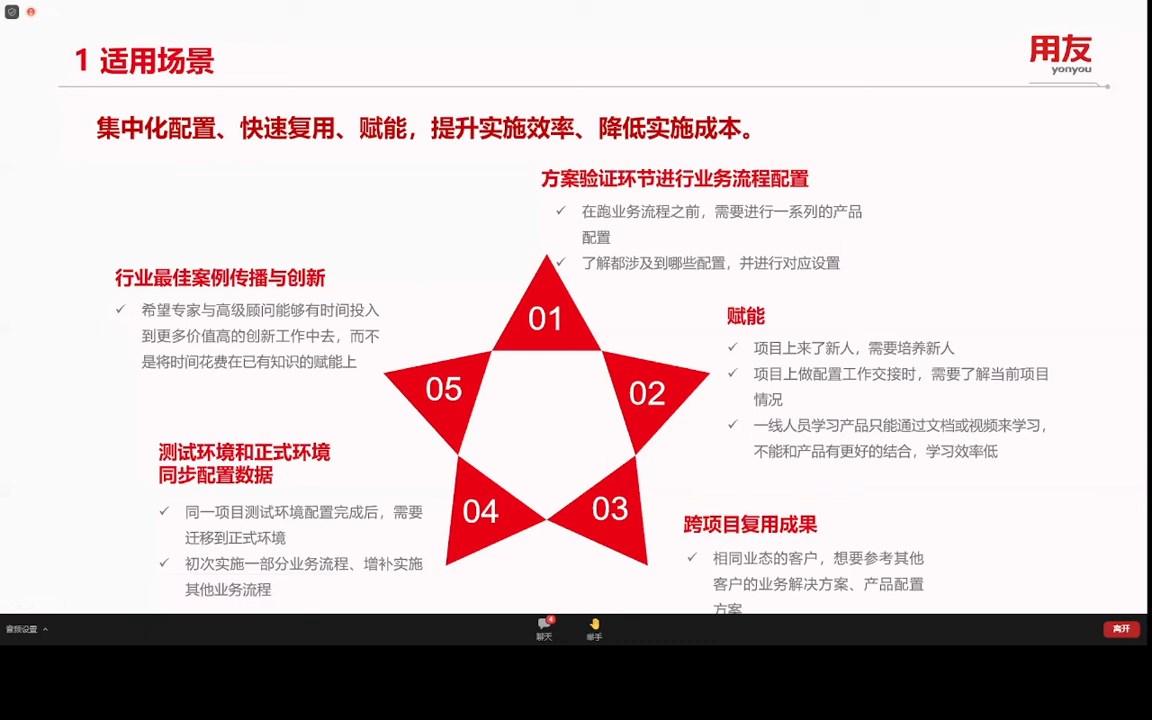 1 适用场景
用友
yonyou
集中化配置、快速复用、赋能，提升实施效率、降低实施成本。
方案验证环节进行业务流程配置
在跑业务流程之前，需要进行一系列的产品
配置
了解都涉及到哪些配置，并进行对应设置
行业最佳案例传播与创新
希望专家与高级顾问能够有时间投入
到更多价值高的创新工作中去，而不
是将时间花费在已有知识的赋能上
01
赋能
项目上来了新人，需要培养新人
项目上做配置工作交接时，需要了解当前项目
情况
一线人员学习产品只能通过文档或视频来学习，
不能和产品有更好的结合，学习效率低
05
02
测试环境和正式环境
同步配置数据
同一项目测试环境配置完成后，需要
迁移到正式环境
初次实施一部分业务流程、增补实施
其他业务流程
04
03
跨项目复用成果
相同业态的客户，想要参考其他
客户的业务解决方案、产品配置
方案
音频设置
4
聊天
举手
离开